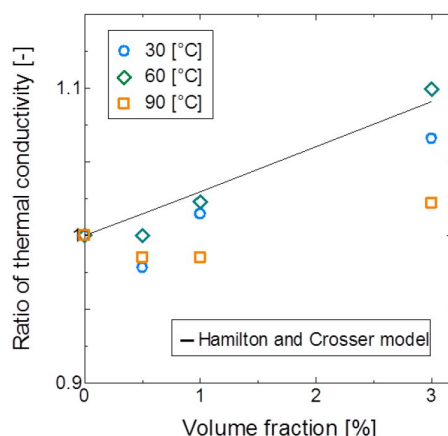 30 [°C]
60 [°C]
90 [°C]
1.1
1
0.9
Ratio of thermal conductivity [-]
Hamilton and Crosser model
0
1
2
3
Volume fraction [%]